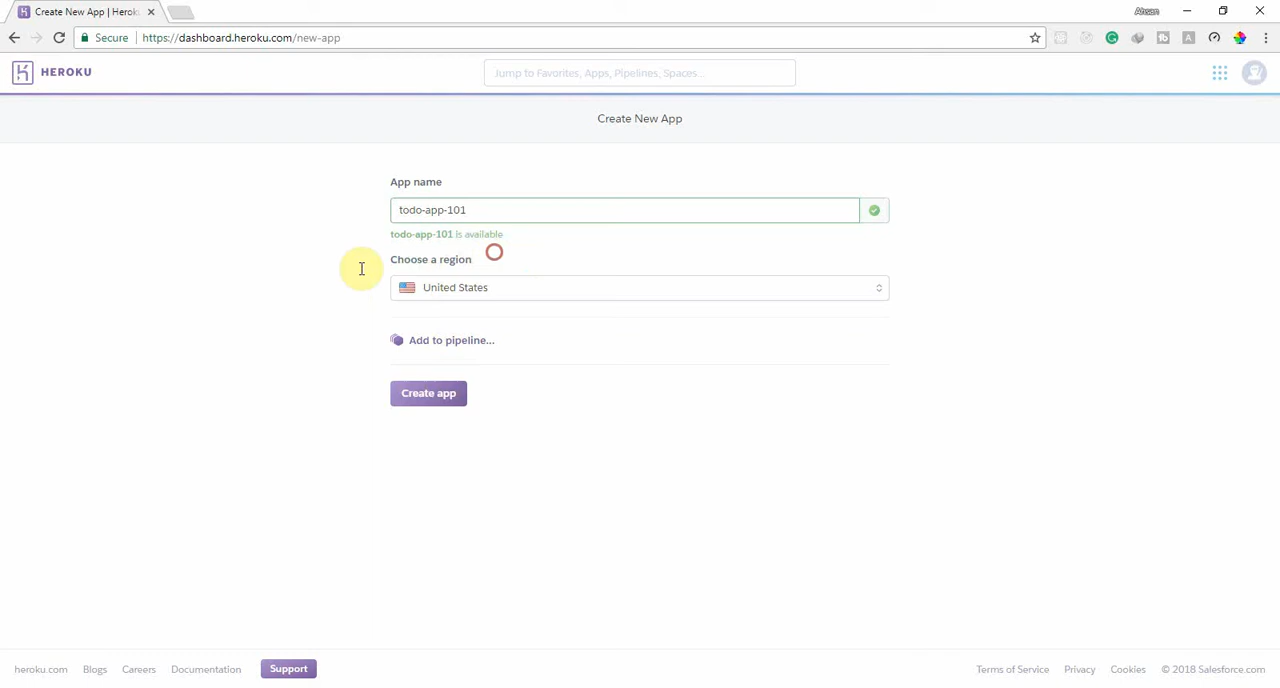 Create New App | Heroku
Ahsan
Secure
https://dashboard.heroku.com/new-app
HEROKU
Jump to Favorites, Apps, Pipelines, Spaces...
Create New App
App name
todo-app-101
todo-app-101 is available
Choose a region
United States
Add to pipeline...
Create app
heroku.com Blogs Careers Documentation Support Terms of Service Privacy Cookies © 2018 Salesforce.com